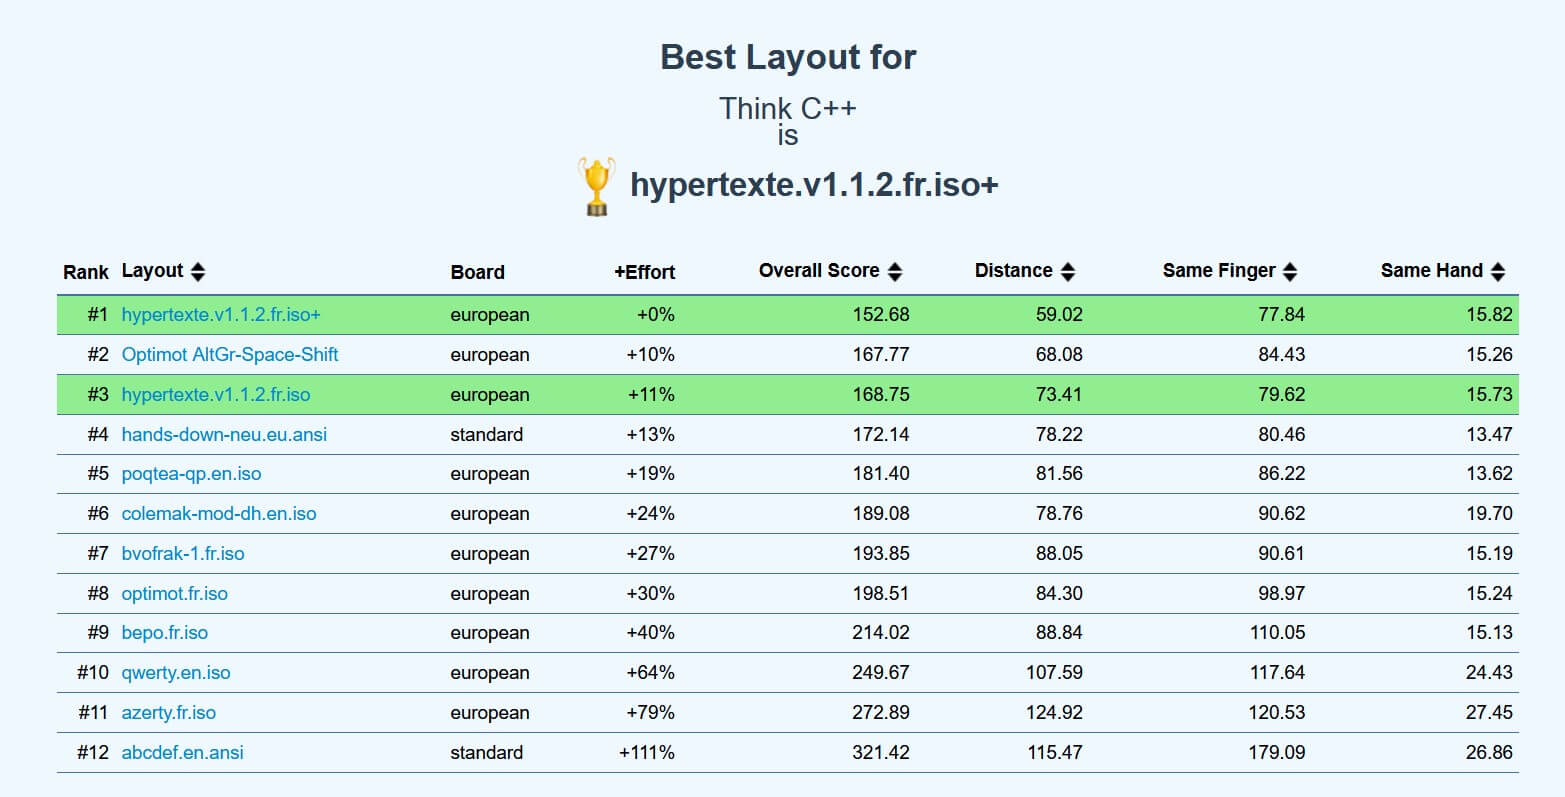 Best Layout for
Think C++
is
hypertexte.v1.1.2.fr.iso+
Rank Layout Board +Effort Overall Score Distance Same Finger Same Hand
#1 hypertexte.v1.1.2.fr.iso+ european +0% 152.68 59.02 77.84 15.82
#2 Optimot AltGr-Space-Shift european +10% 167.77 68.08 84.43 15.26
#3 hypertexte.v1.1.2.fr.iso european +11% 168.75 73.41 79.62 15.73
#4 hands-down-neu.eu.ansi standard +13% 172.14 78.22 80.46 13.47
#5 poqtea-qp.en.iso european +19% 181.40 81.56 86.22 13.62
#6 colemak-mod-dh.en.iso european +24% 189.08 78.76 90.62 19.70
#7 bvofrak-1.fr.iso european +27% 193.85 88.05 90.61 15.19
#8 optimot.fr.iso european +30% 198.51 84.30 98.97 15.24
#9 bepo.fr.iso european +40% 214.02 88.84 110.05 15.13
#10 qwerty.en.iso european +64% 249.67 107.59 117.64 24.43
#11 azerty.fr.iso european +79% 272.89 124.92 120.53 27.45
#12 abcdef.en.ansi standard +111% 321.42 115.47 179.09 26.86